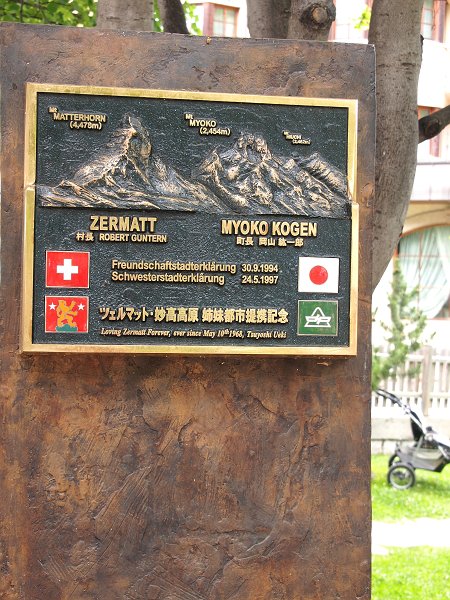 Mt MATTERHORN
(4,478m)
Mt MYOKO
(2,454m)
ZERMATT
村長 ROBERT GUNTERN
MYOKO KOGEN
町長 岡山 紘一郎
Freundschaftstadterklärung 30.9.1994
Schwesterstadterklärung 24.5.1997
ツェルマット・妙高高原 姉妹都市提携記念
Loving Zermatt Forever, ever since May 10th 1968, Tsuyoshi Ueki